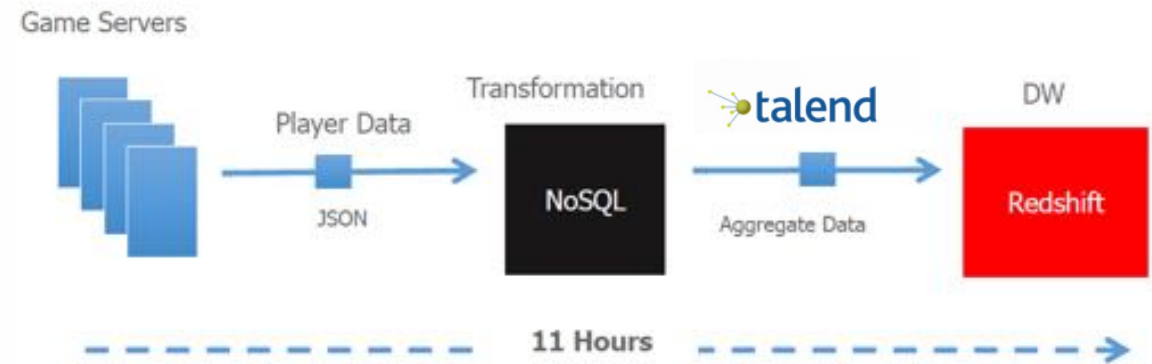 Game Servers
Player Data
JSON
Transformation
NoSQL
talend
Aggregate Data
DW
Redshift
11 Hours